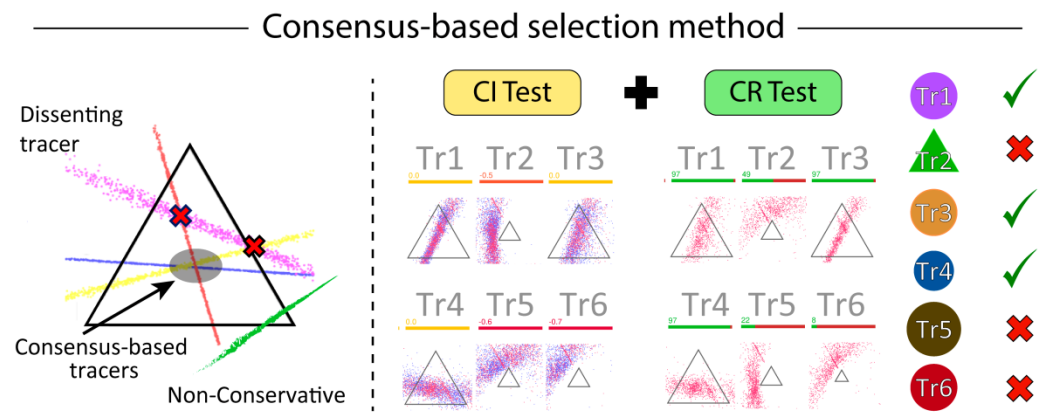 Consensus-based selection method
Dissenting
tracer
Consensus-based
tracers
Non-Conservative
CI Test
CR Test
Tr1 Tr2 Tr3
0.0 -0.5 0.0
Tr4 Tr5 Tr6
0.0 -0.6 -0.7
Tr1 Tr2 Tr3
97 49 97
Tr4 Tr5 Tr6
97 22 8
Tr1
Tr2
Tr3
Tr4
Tr5
Tr6